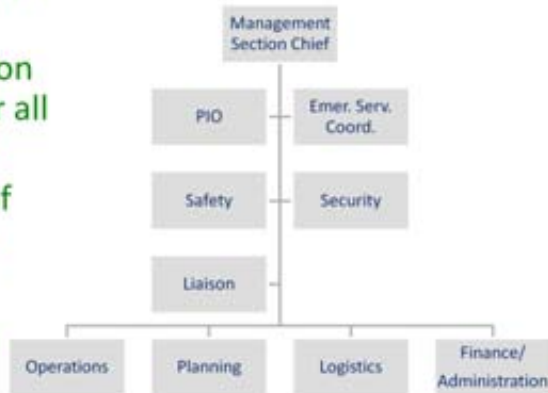 on
r all
f
Management
Section Chief
PIO
Emer. Serv.
Coord.
Safety
Security
Liaison
Operations
Planning
Logistics
Finance/
Administration